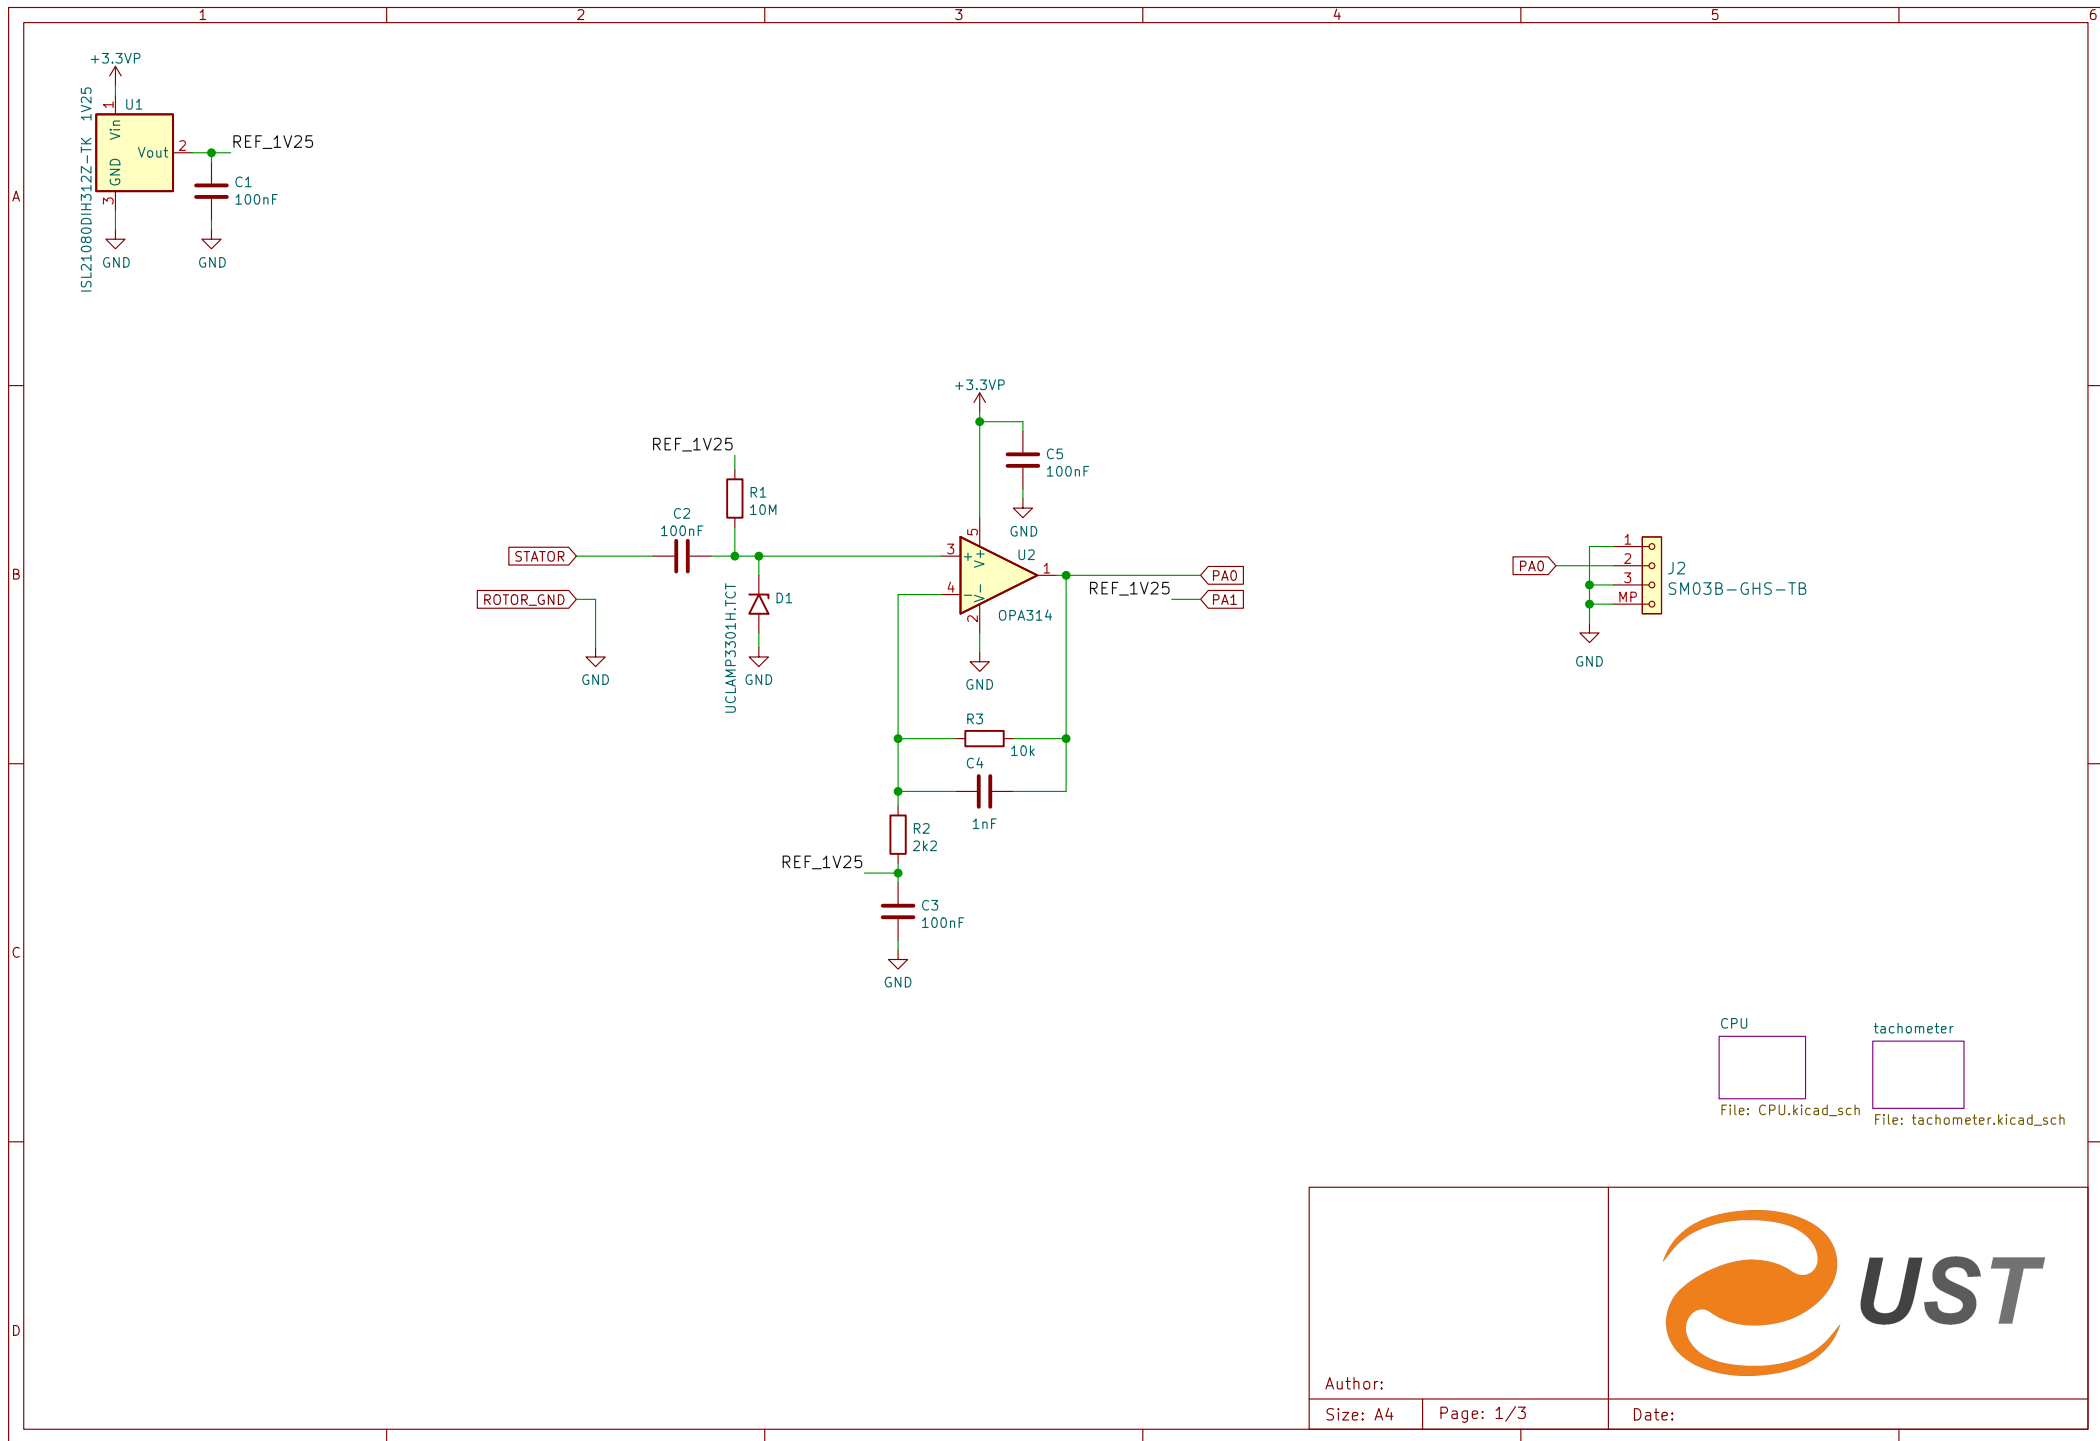 1 2 3 4 5 6
A
B
C
D
+3.3VP
U1
1
Vin
Vout
2
GND
3
ISL21080DIH312Z-TK 1V25
REF_1V25
C1
100nF
GND
GND
+3.3VP
C5
100nF
GND
REF_1V25
R1
10M
C2
100nF
STATOR
ROTOR_GND
GND
D1
UCLAMP3301H.TCT
GND
3
+
5
V+
U2
1
4
-
V-
2
OPA314
GND
PA0
REF_1V25
PA1
R3
10k
C4
1nF
R2
2k2
REF_1V25
C3
100nF
GND
PA0
1
2
3
MP
J2
SM03B-GHS-TB
GND
CPU
File: CPU.kicad_sch
tachometer
File: tachometer.kicad_sch
UST
Author:
Size: A4
Page: 1/3
Date: